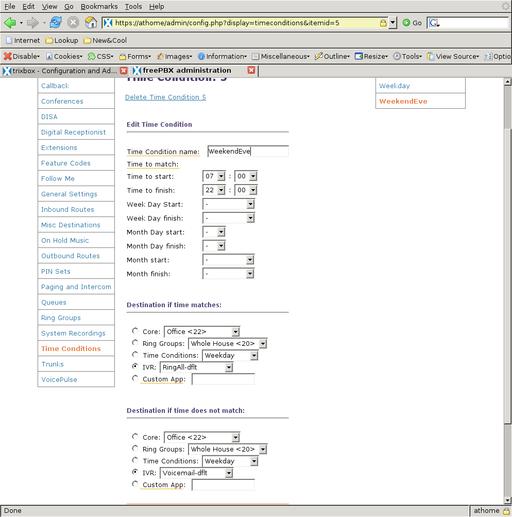 File Edit View Go Bookmarks Tools Help
https://athome/admin/config.php?display=timeconditions&itemid=5 Go
Internet Lookup New&Cool
Disable Cookies CSS Forms Images Information Miscellaneous Outline Resize Tools View Source Optio
trixbox - Configuration and Ad... freePBX administration
Time Condition: 5
Delete Time Condition 5
Edit Time Condition
Time Condition name: WeekendEve
Time to match:
Time to start: 07 : 00
Time to finish: 22 : 00
Week Day Start: -
Week Day finish: -
Month Day start: -
Month Day finish: -
Month start: -
Month finish: -
Destination if time matches:
Core: Office <22>
Ring Groups: Whole House <20>
Time Conditions: Weekday
IVR: RingAll-dflt
Custom App:
Destination if time does not match:
Core: Office <22>
Ring Groups: Whole House <20>
Time Conditions: Weekday
IVR: Voicemail-dflt
Custom App:
Callback
Conferences
DISA
Digital Receptionist
Extensions
Feature Codes
Follow Me
General Settings
Inbound Routes
Misc Destinations
On Hold Music
Outbound Routes
PIN Sets
Paging and Intercom
Queues
Ring Groups
System Recordings
Time Conditions
Trunks
VoicePulse
Weekday
WeekendEve
Done athome